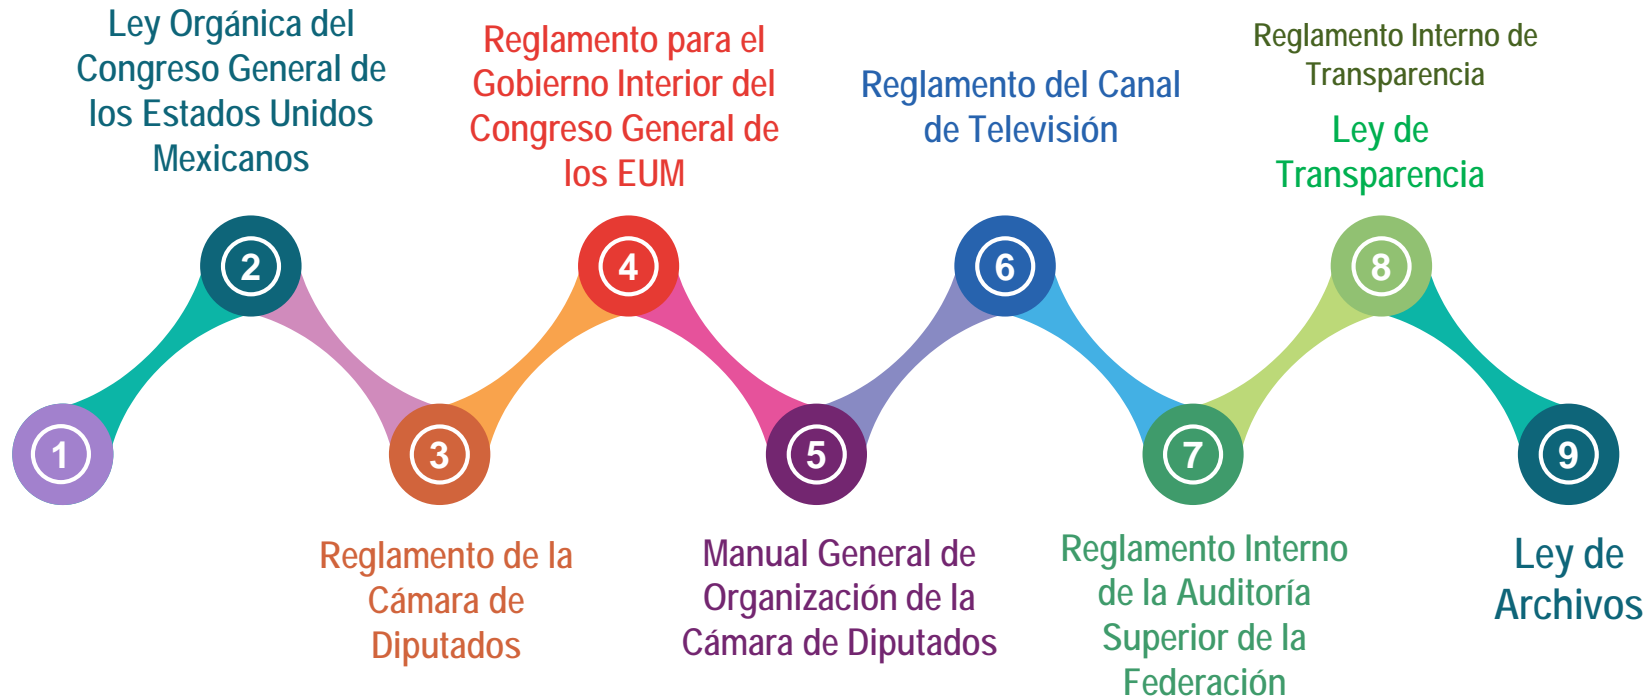 1
2
Ley Orgánica del
Congreso General de
los Estados Unidos
Mexicanos
3
Reglamento de la
Cámara de
Diputados
4
Reglamento para el
Gobierno Interior del
Congreso General de
los EUM
5
Manual General de
Organización de la
Cámara de Diputados
6
Reglamento del Canal
de Televisión
7
Reglamento Interno
de la Auditoría
Superior de la
Federación
8
Reglamento Interno de
Transparencia
Ley de
Transparencia
9
Ley de
Archivos